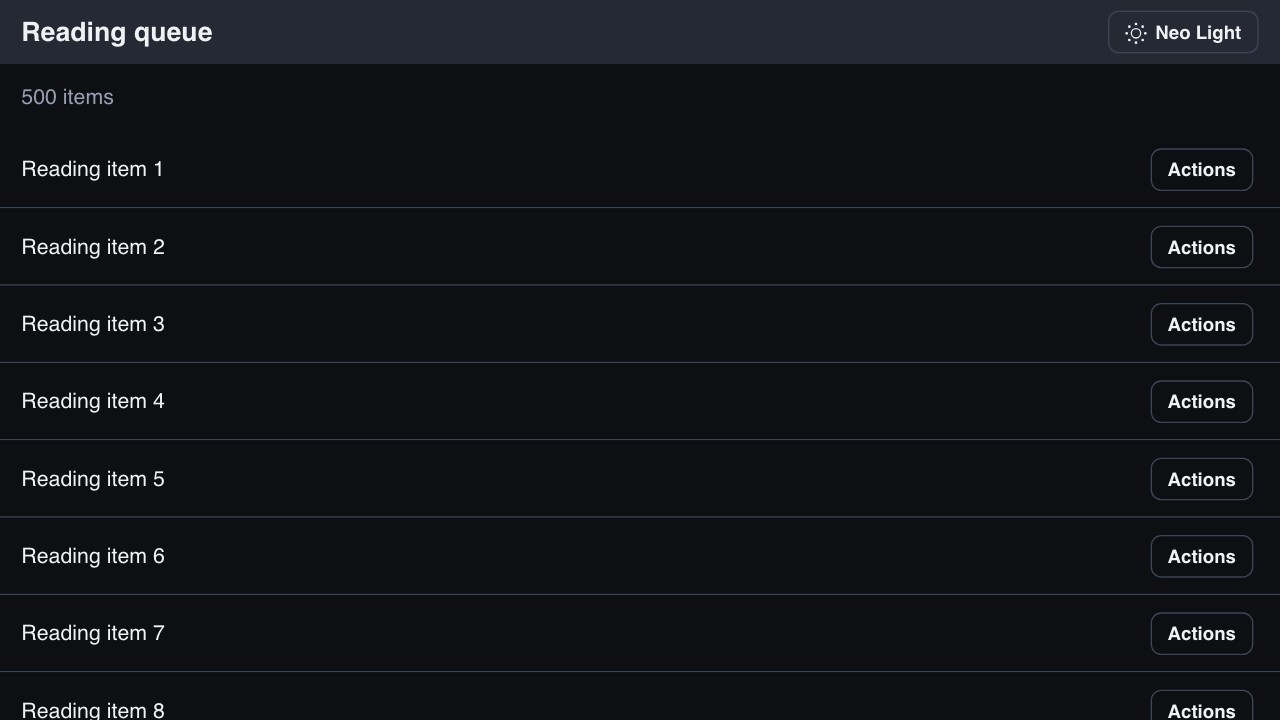 Reading queue
Neo Light
500 items
Reading item 1
Actions
Reading item 2
Actions
Reading item 3
Actions
Reading item 4
Actions
Reading item 5
Actions
Reading item 6
Actions
Reading item 7
Actions
Reading item 8
Actions